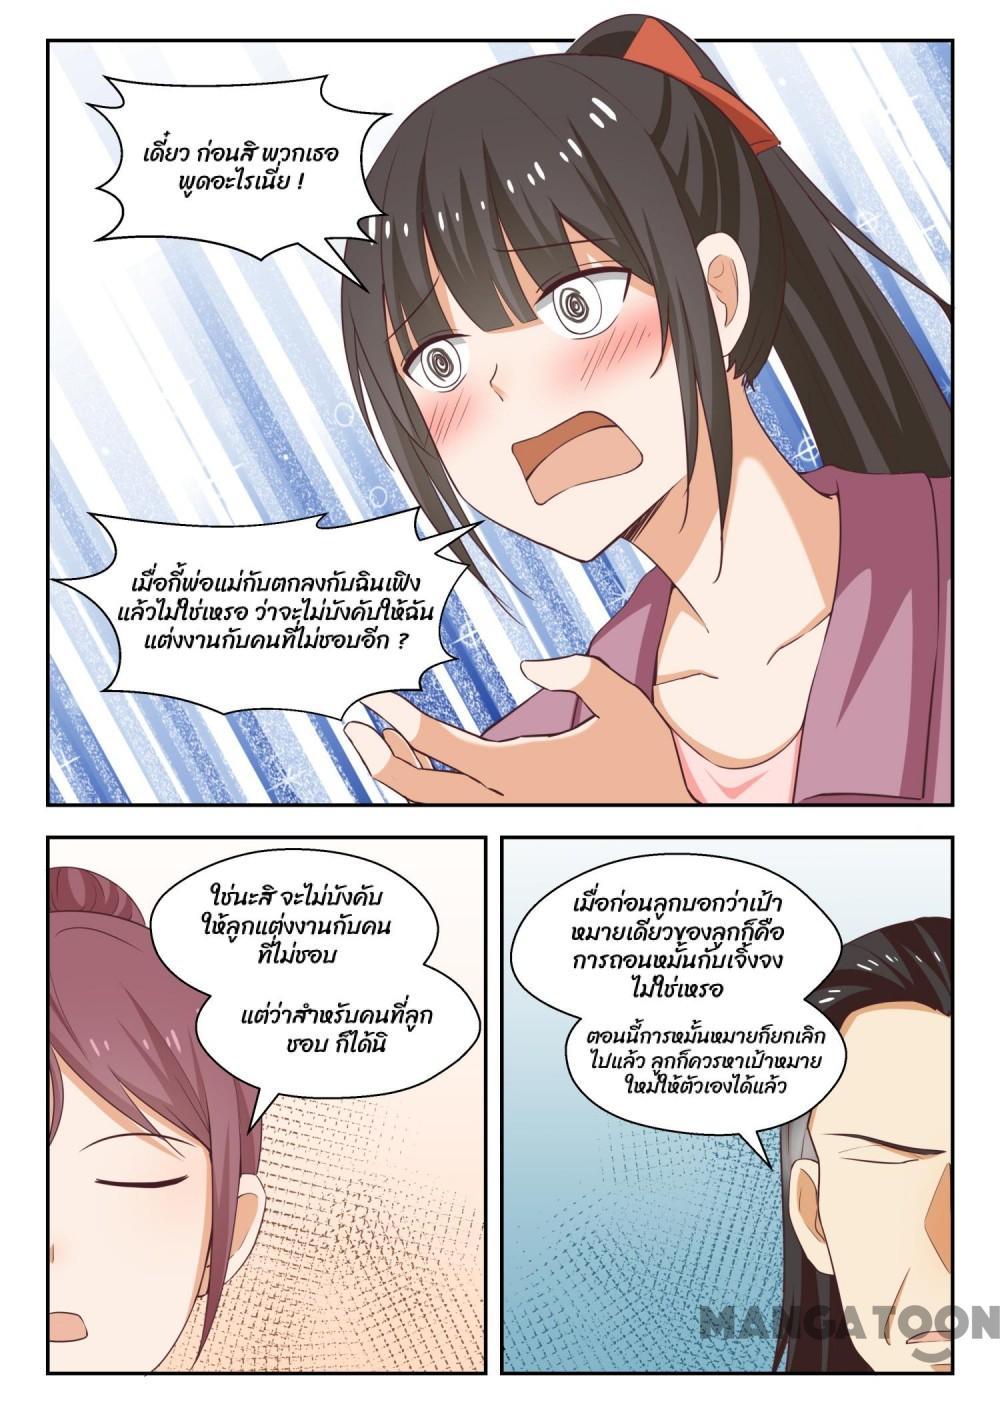 เดี๋ยว ก่อนสิ พวกเธอ
พูดอะไรเนี่ย !
เมื่อกี้พ่อแม่กับตกลงกับฉินเฟิง
แล้วไม่ใช่เหรอ ว่าจะไม่บังคับให้ฉัน
แต่งงานกับคนที่ไม่ชอบอีก ?
ใช่นะสิ จะไม่บังคับ
ให้ลูกแต่งงานกับคน
ที่ไม่ชอบ
แต่ว่าสำหรับคนที่ลูก
ชอบ ก็ได้นิ
เมื่อก่อนลูกบอกว่าเป้า
หมายเดียวของลูกก็คือ
การถอนหมั้นกับเจิ้งจง
ไม่ใช่เหรอ
ตอนนี้การหมั้นหมายก็ยกเลิก
ไปแล้ว ลูกก็ควรหาเป้าหมาย
ใหม่ให้ตัวเองได้แล้ว
MANGATOON